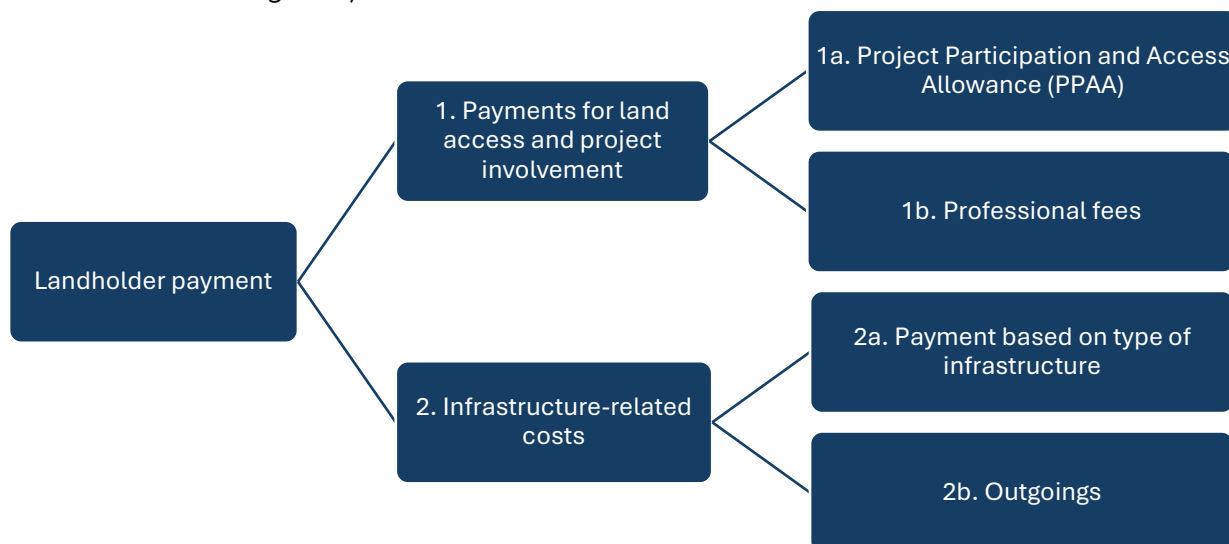 1a. Project Participation and Access
Allowance (PPAA)
1. Payments for land
access and project
involvement
1b. Professional fees
Landholder payment
2a. Payment based on type of
infrastructure
2. Infrastructure-related
costs
2b. Outgoings